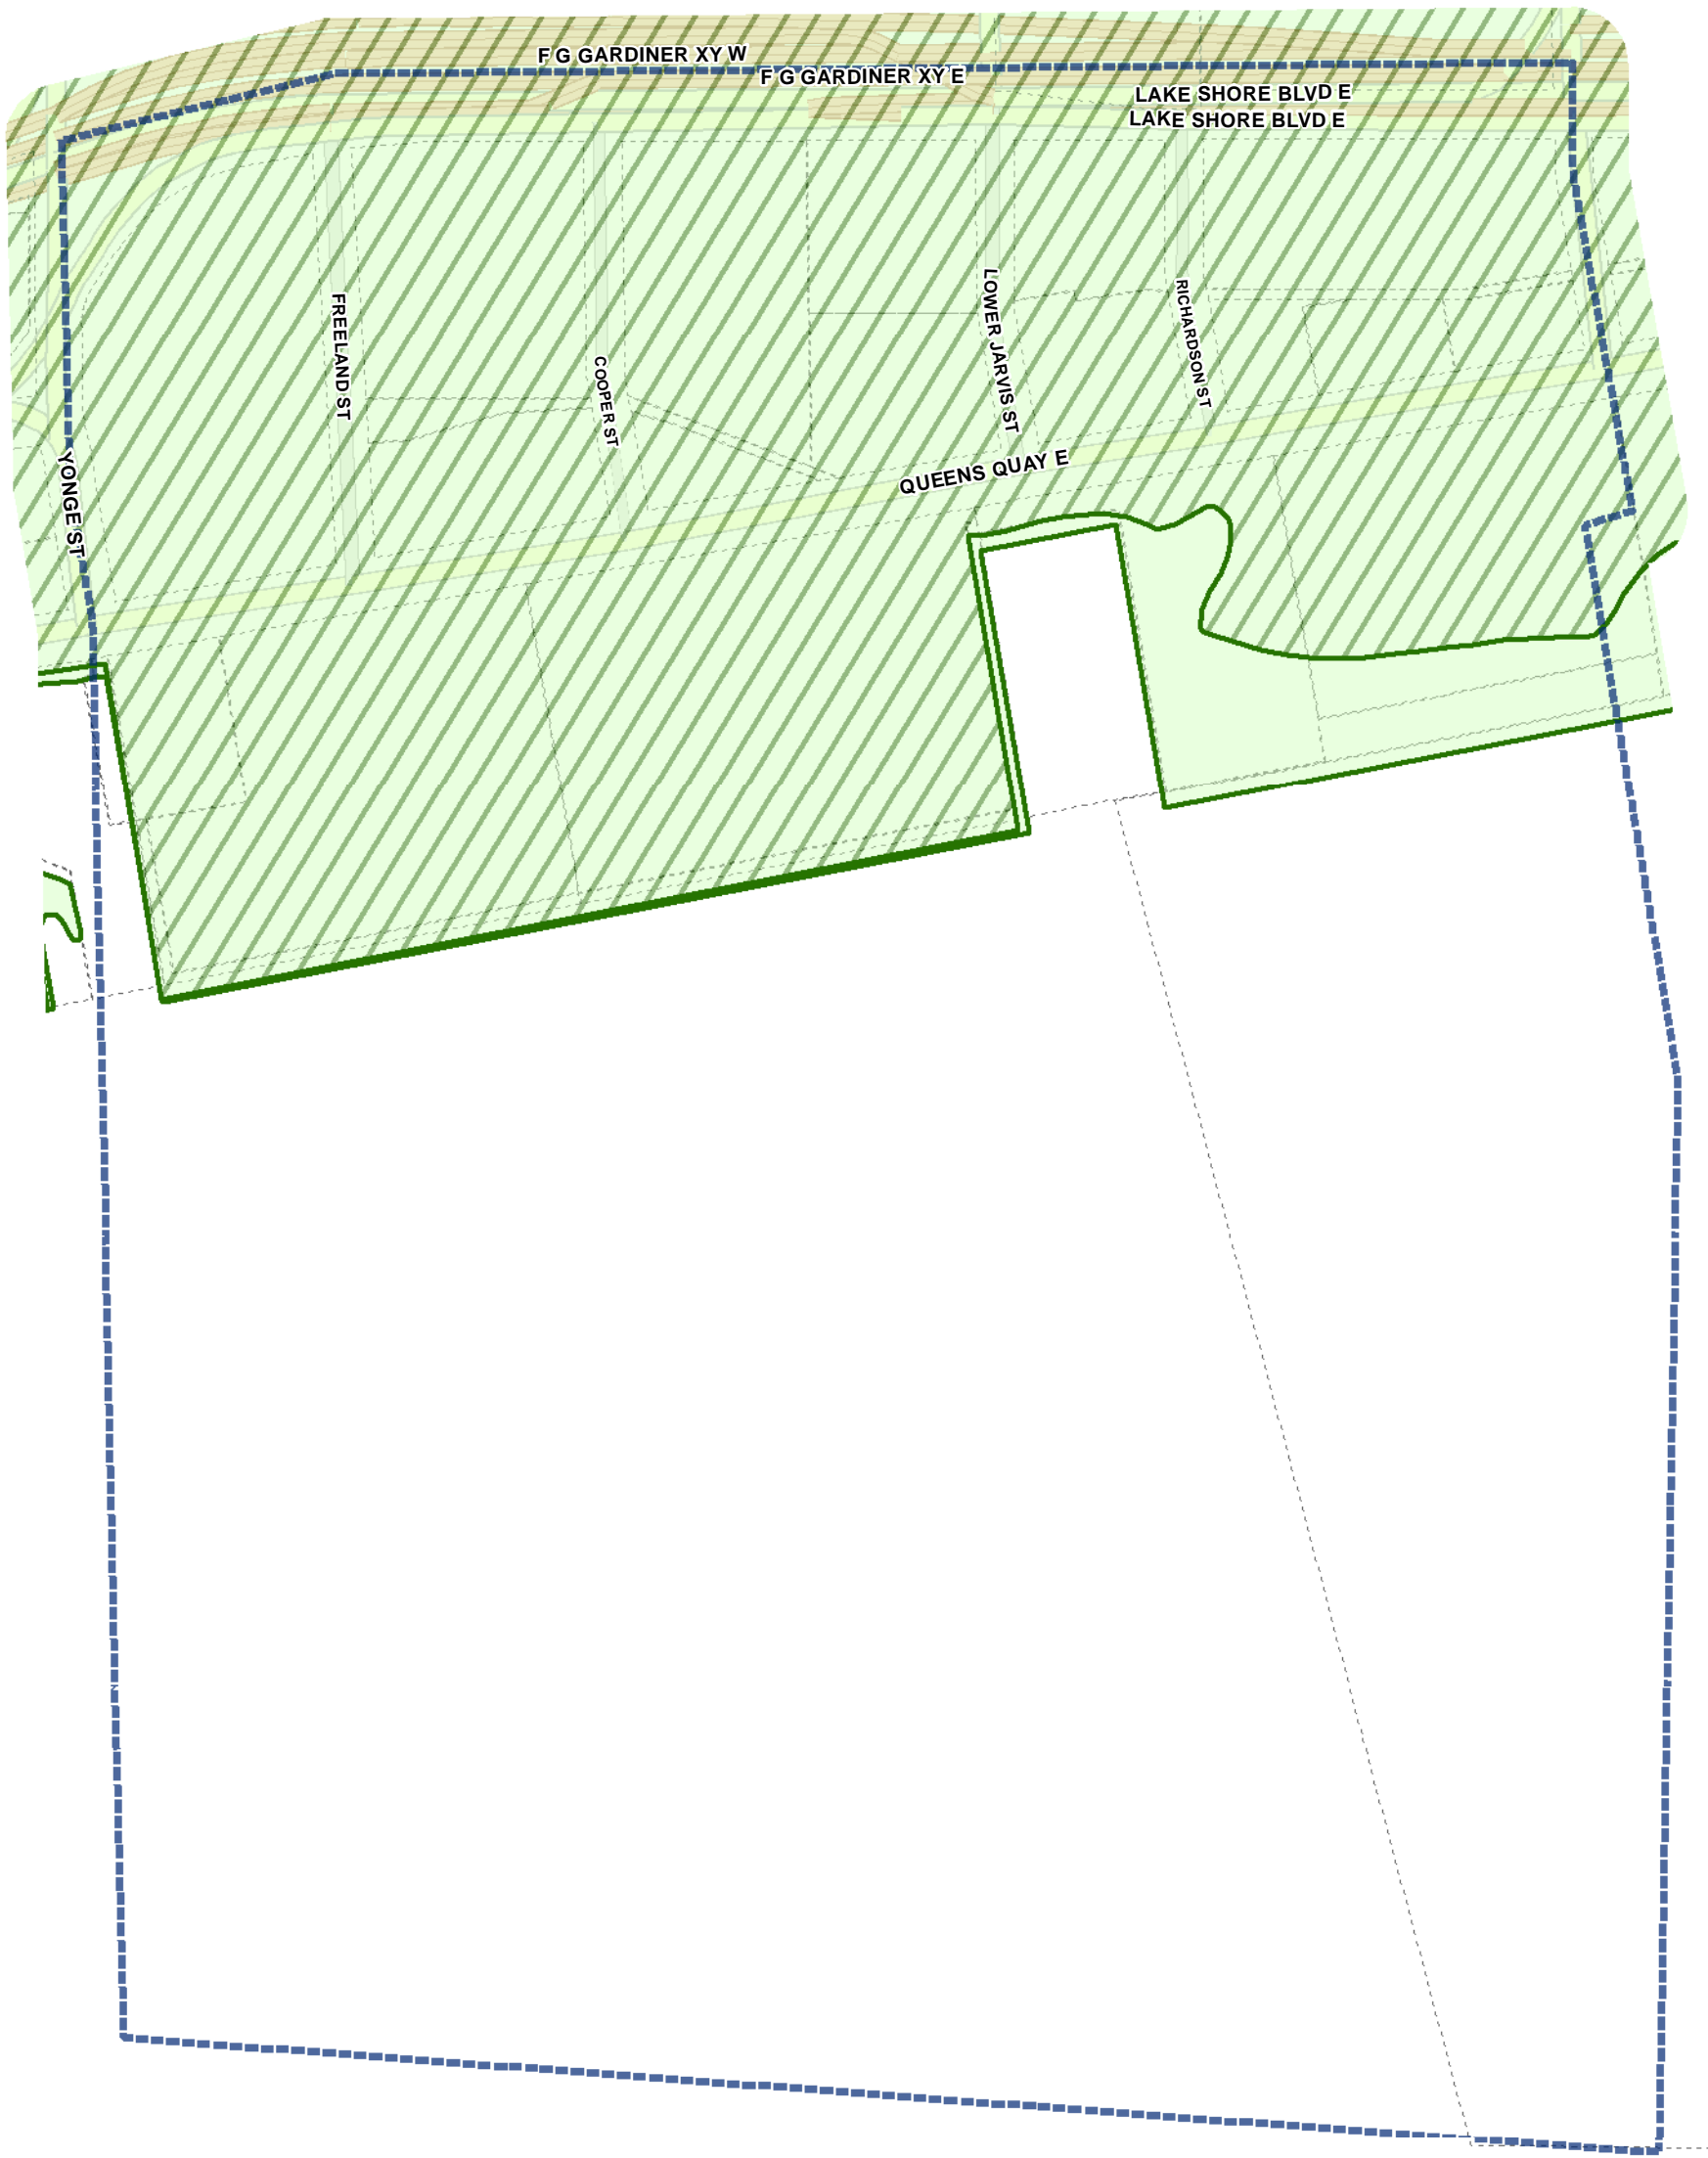 F G GARDINER XY W
F G GARDINER XY E
LAKE SHORE BLVD E
LAKE SHORE BLVD E
FREELAND ST
COOPER ST
LOWER JARVIS ST
RICHARDSON ST
YONGE ST
QUEENS QUAY E